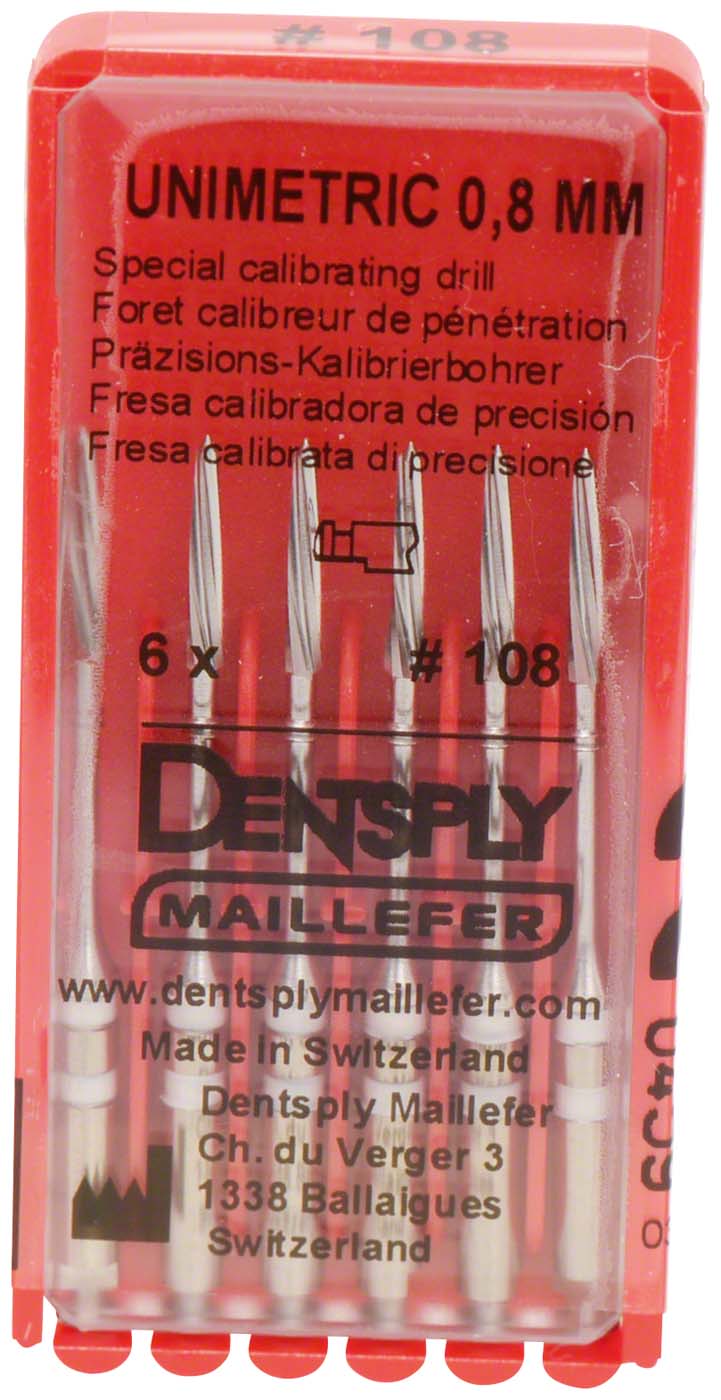 # 108
UNIMETRIC 0,8 MM
Special calibrating drill
Foret calibreur de pénétration
Präzisions-Kalibrierbohrer
Fresa calibradora de precisión
Fresa calibrata di precisione
6 x # 108
DENTSPLY
MAILLEFER
www.dentsplymaillefer.com
Made in Switzerland
Dentsply Maillefer
Ch. du Verger 3
1338 Ballaigues
Switzerland